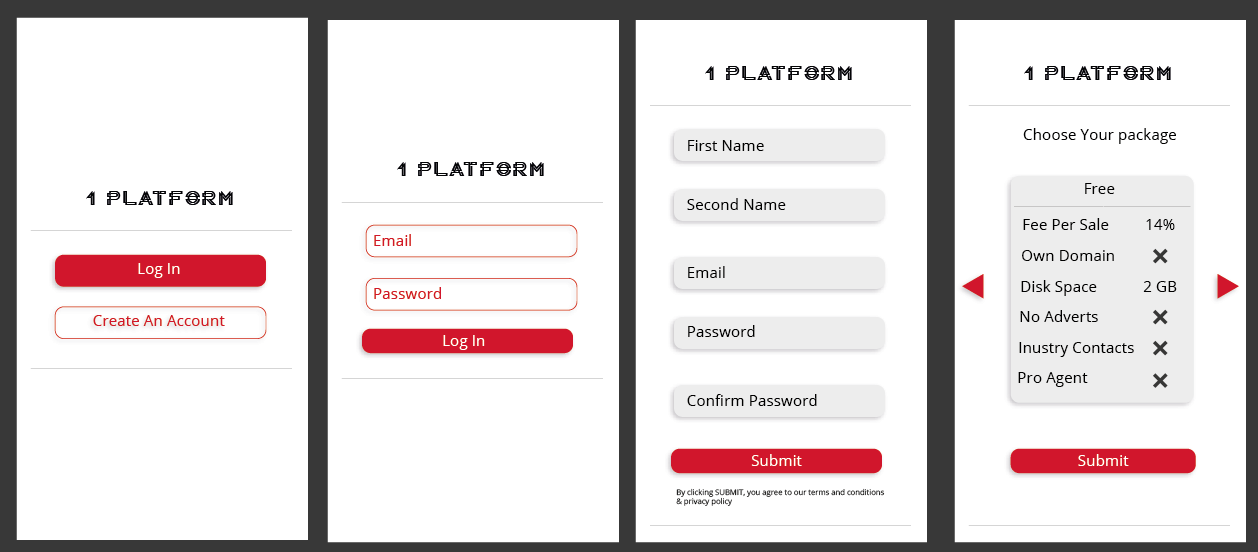 1 PLATFORM
Log In
Create An Account
1 PLATFORM
Email
Password
Log In
1 PLATFORM
First Name
Second Name
Email
Password
Confirm Password
Submit
By clicking SUBMIT, you agree to our terms and conditions
& privacy policy
1 PLATFORM
Choose Your package
Free
Fee Per Sale 14%
Own Domain
Disk Space 2 GB
No Adverts
Inustry Contacts
Pro Agent
Submit